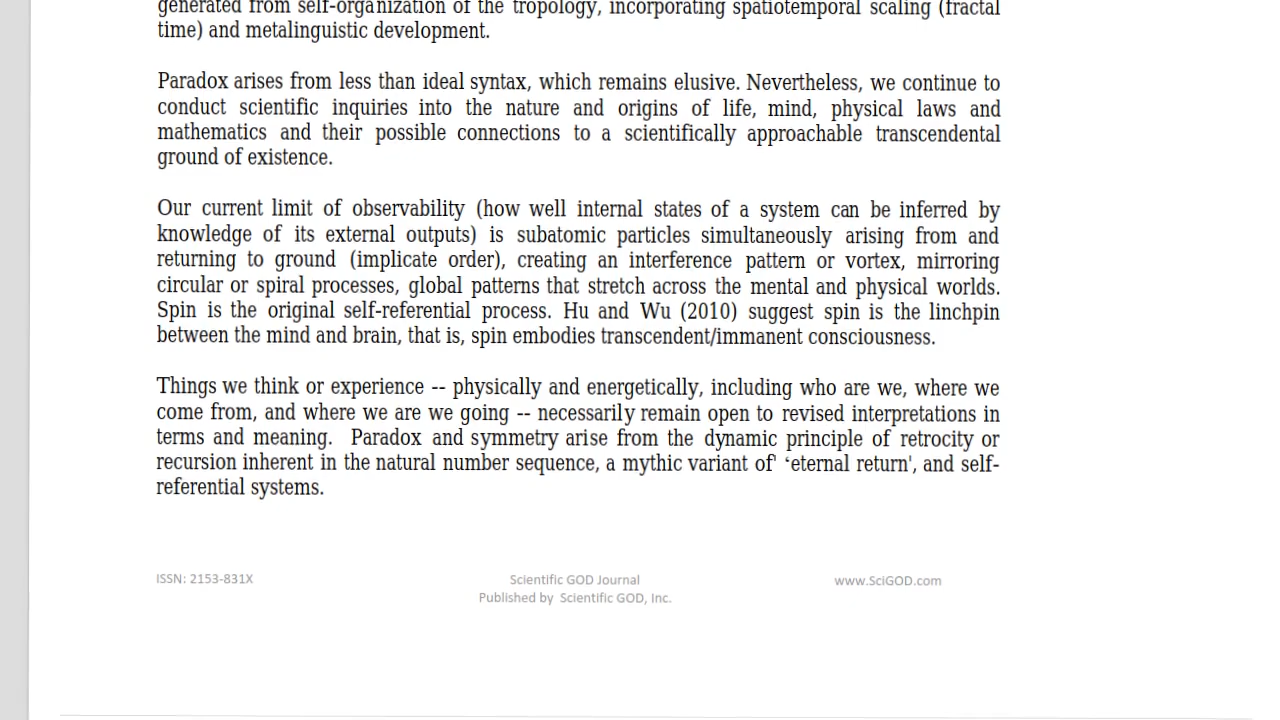 generated from self-organization of the tropology, incorporating spatiotemporal scaling (fractal
time) and metalinguistic development.
Paradox arises from less than ideal syntax, which remains elusive. Nevertheless, we continue to
conduct scientific inquiries into the nature and origins of life, mind, physical laws and
mathematics and their possible connections to a scientifically approachable transcendental
ground of existence.
Our current limit of observability (how well internal states of a system can be inferred by
knowledge of its external outputs) is subatomic particles simultaneously arising from and
returning to ground (implicate order), creating an interference pattern or vortex, mirroring
circular or spiral processes, global patterns that stretch across the mental and physical worlds.
Spin is the original self-referential process. Hu and Wu (2010) suggest spin is the linchpin
between the mind and brain, that is, spin embodies transcendent/immanent consciousness.
Things we think or experience -- physically and energetically, including who are we, where we
come from, and where we are we going -- necessarily remain open to revised interpretations in
terms and meaning.  Paradox and symmetry arise from the dynamic principle of retrocity or
recursion inherent in the natural number sequence, a mythic variant of' ‘eternal return', and self-
referential systems.
ISSN: 2153-831X
Scientific GOD Journal
www.SciGOD.com
Published by  Scientific GOD, Inc.